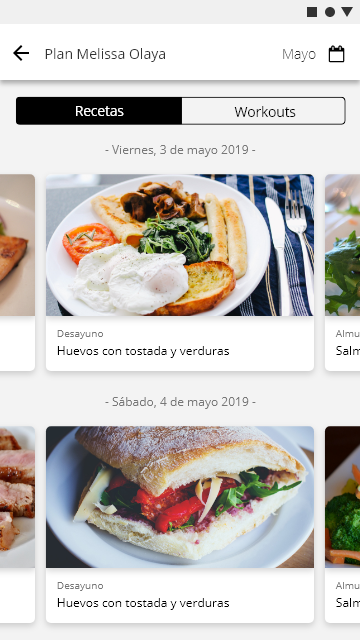 Plan Melissa Olaya
Mayo
Recetas
Workouts
- Viernes, 3 de mayo 2019 -
Desayuno
Huevos con tostada y verduras
Almu
Salm
- Sábado, 4 de mayo 2019 -
Desayuno
Huevos con tostada y verduras
Almu
Salm